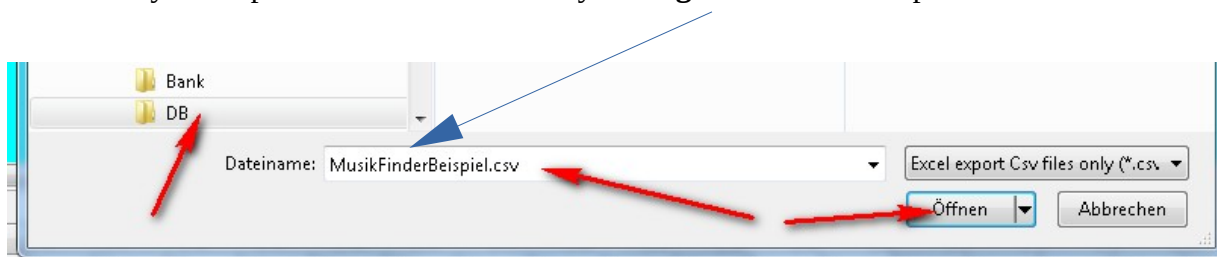 Bank
DB
Dateiname: MusikFinderBeispiel.csv Excel export Csv files only (*.csv
Öffnen Abbrechen